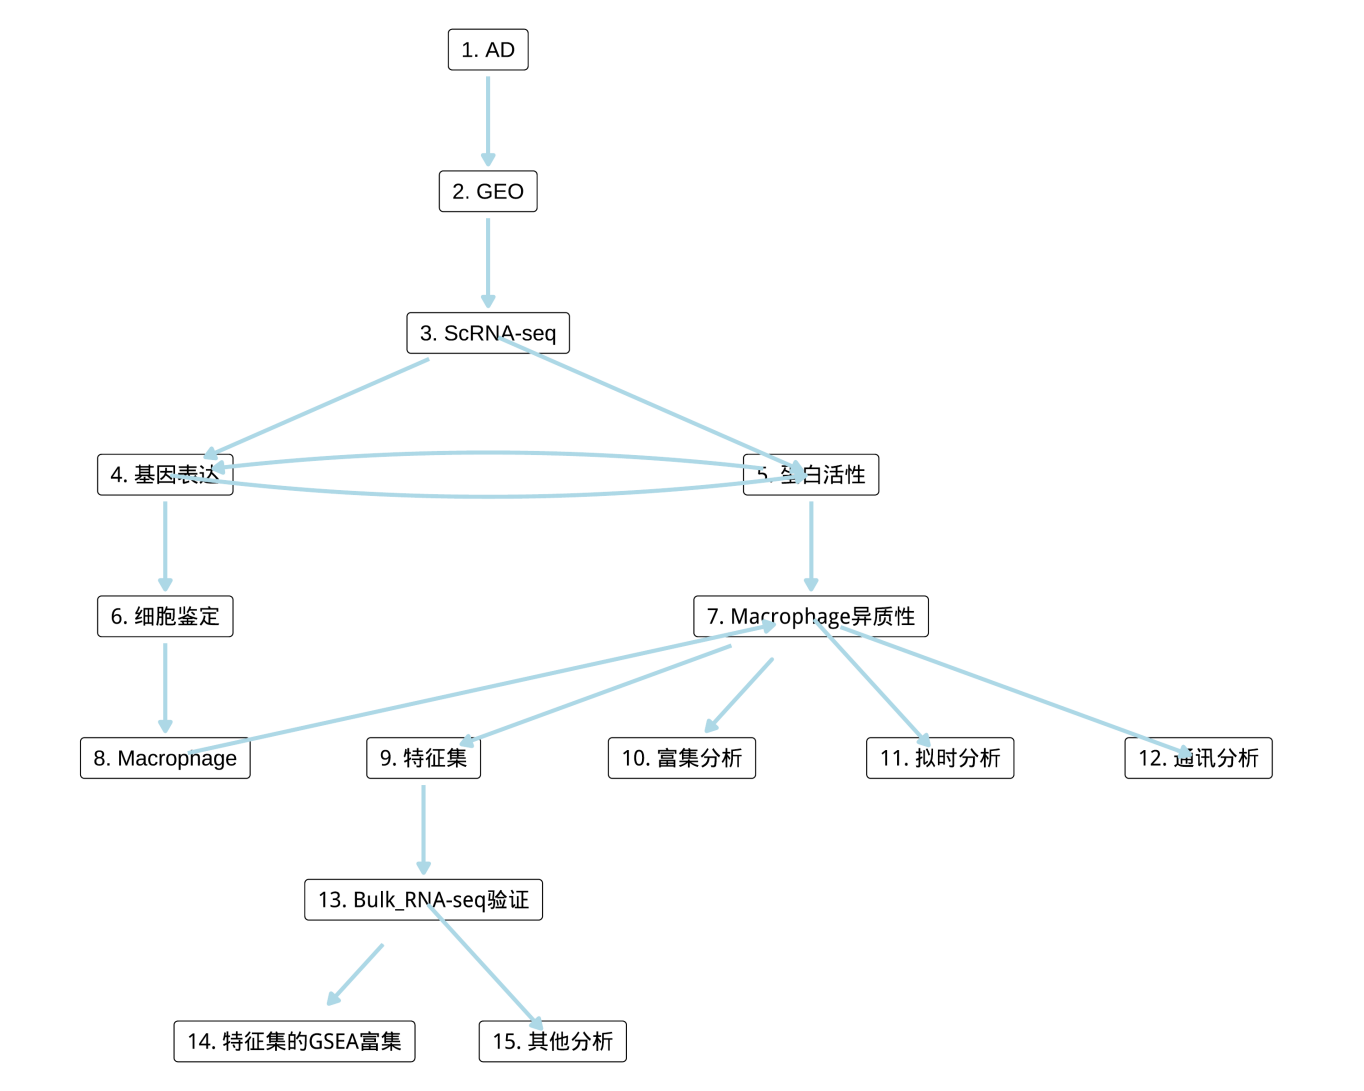 1. AD
2. GEO
3. ScRNA-seq
4. 基因表达
5. 蛋白活性
6. 细胞鉴定
7. Macrophage异质性
8. Macrophage
9. 特征集
10. 富集分析
11. 拟时分析
12. 通讯分析
13. Bulk_RNA-seq验证
14. 特征集的GSEA富集
15. 其他分析